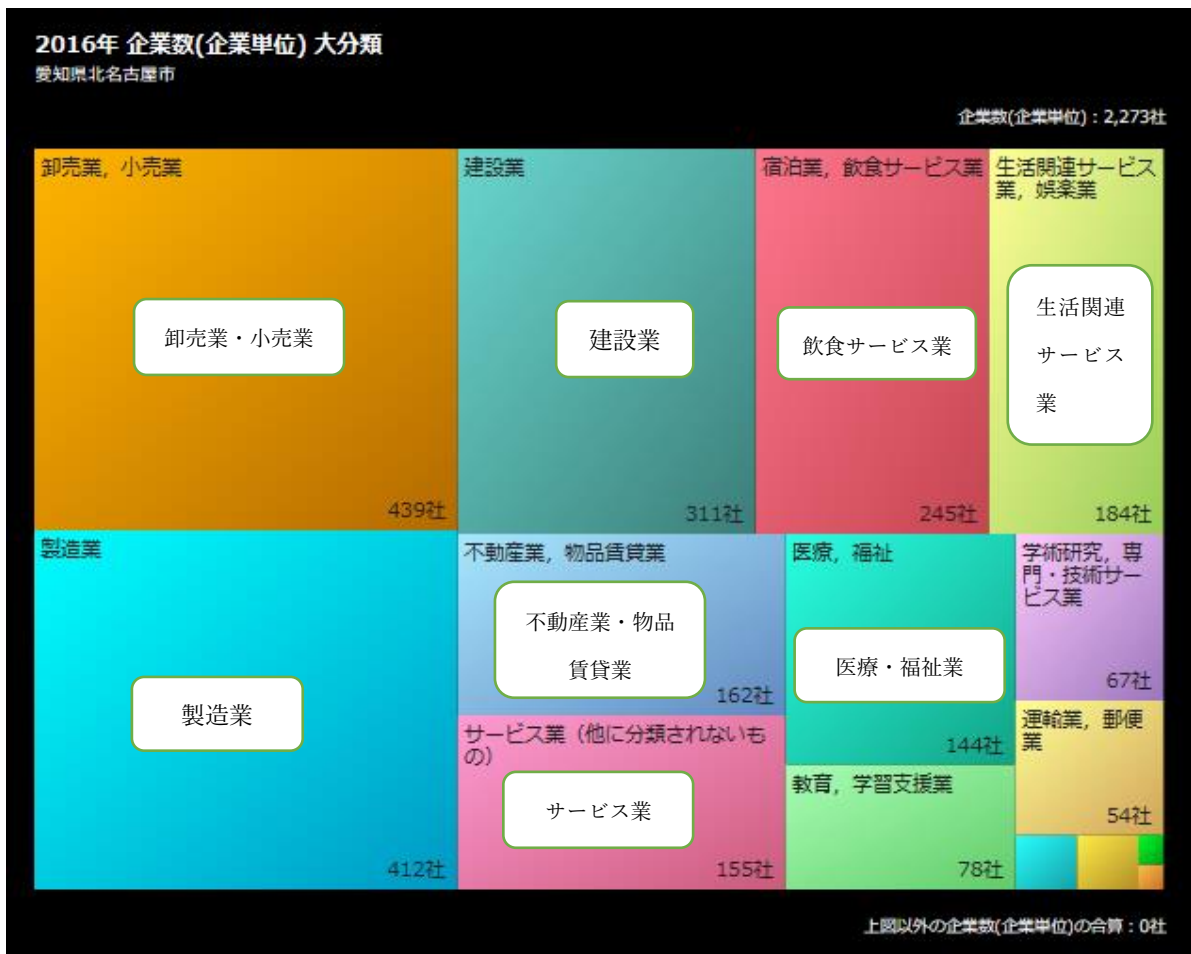 2016年 企業数(企業単位) 大分類
愛知県北名古屋市
企業数(企業単位)：2,273社
卸売業，小売業
卸売業・小売業
439社
建設業
建設業
311社
宿泊業，飲食サービス業
飲食サービス業
245社
生活関連サービス
業，娯楽業
生活関連
サービス
業
184社
製造業
製造業
412社
不動産業，物品賃貸業
不動産業・物品
賃貸業
162社
サービス業（他に分類されないも
の）
サービス業
155社
医療，福祉
医療・福祉業
144社
教育，学習支援業
78社
学術研究，専
門・技術サー
ビス業
67社
運輸業，郵便
業
54社
上図以外の企業数(企業単位)の合算：0社